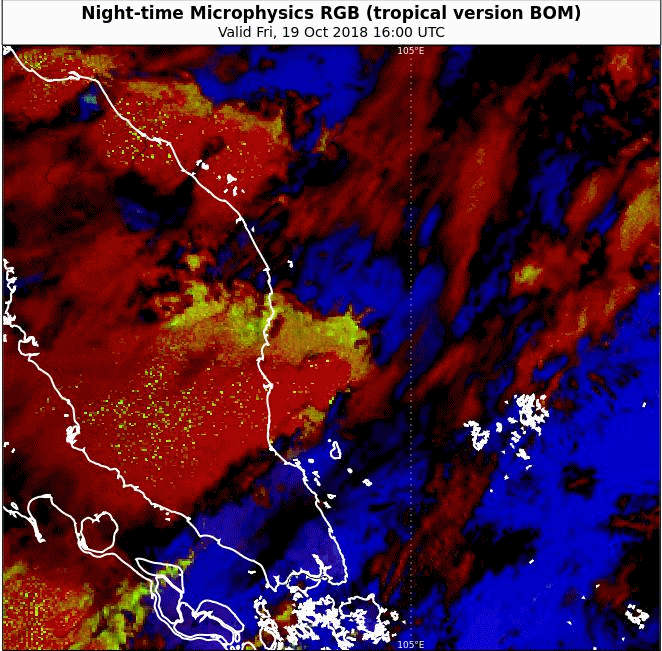 Night-time Microphysics RGB (tropical version BOM)
Valid Fri, 19 Oct 2018 16:00 UTC
105°E
105°E